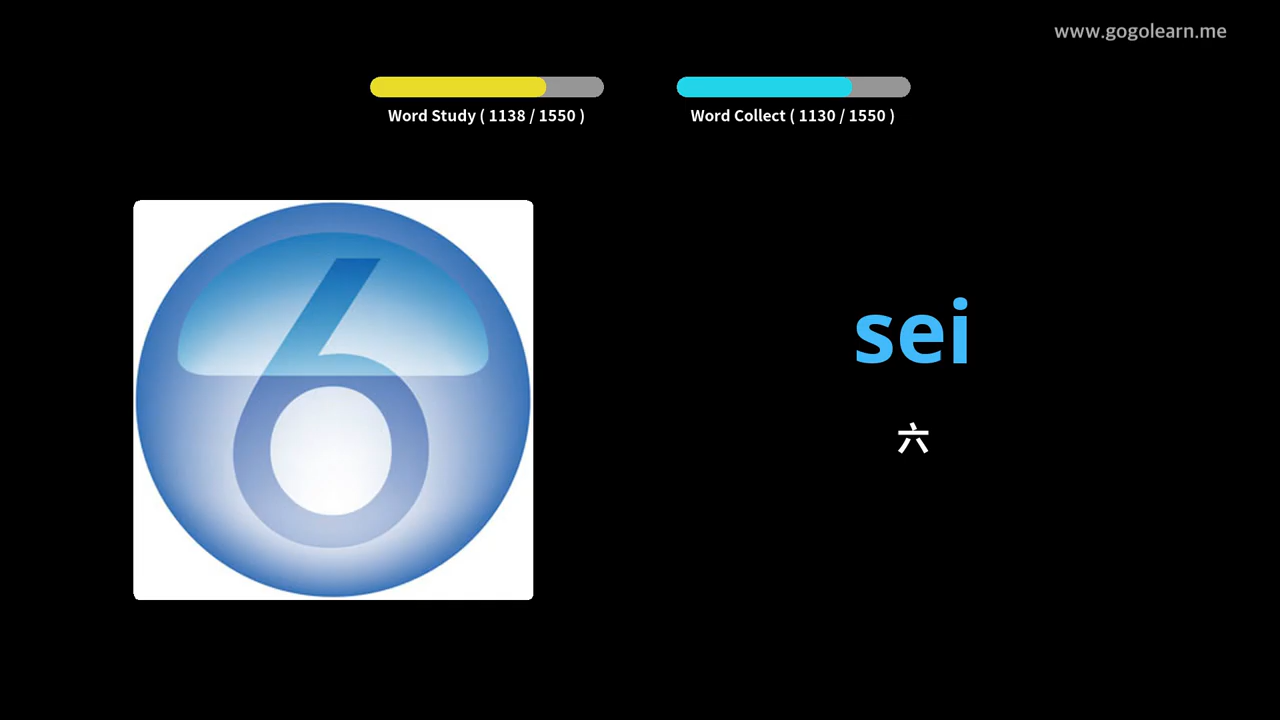 www.gogolearn.me
Word Study ( 1138 / 1550 )
Word Collect ( 1130 / 1550 )
6
sei
六